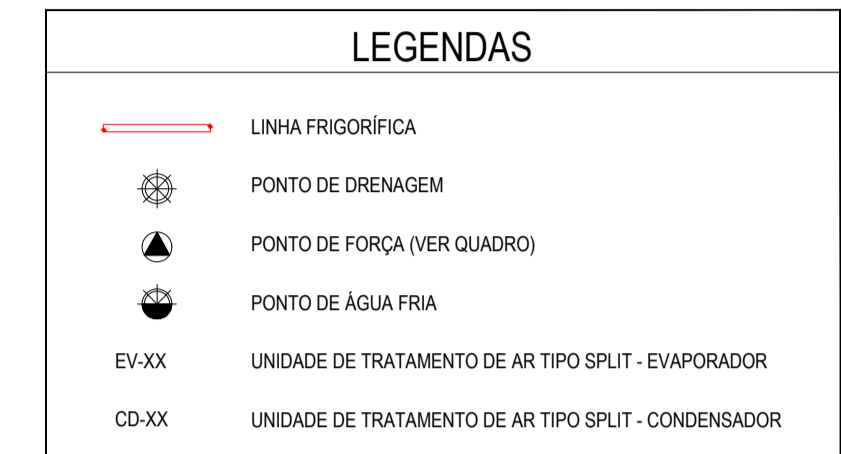 LEGENDAS
LINHA FRIGORÍFICA
PONTO DE DRENAGEM
PONTO DE FORÇA (VER QUADRO)
PONTO DE ÁGUA FRIA
EV-XX UNIDADE DE TRATAMENTO DE AR TIPO SPLIT - EVAPORADOR
CD-XX UNIDADE DE TRATAMENTO DE AR TIPO SPLIT - CONDENSADOR